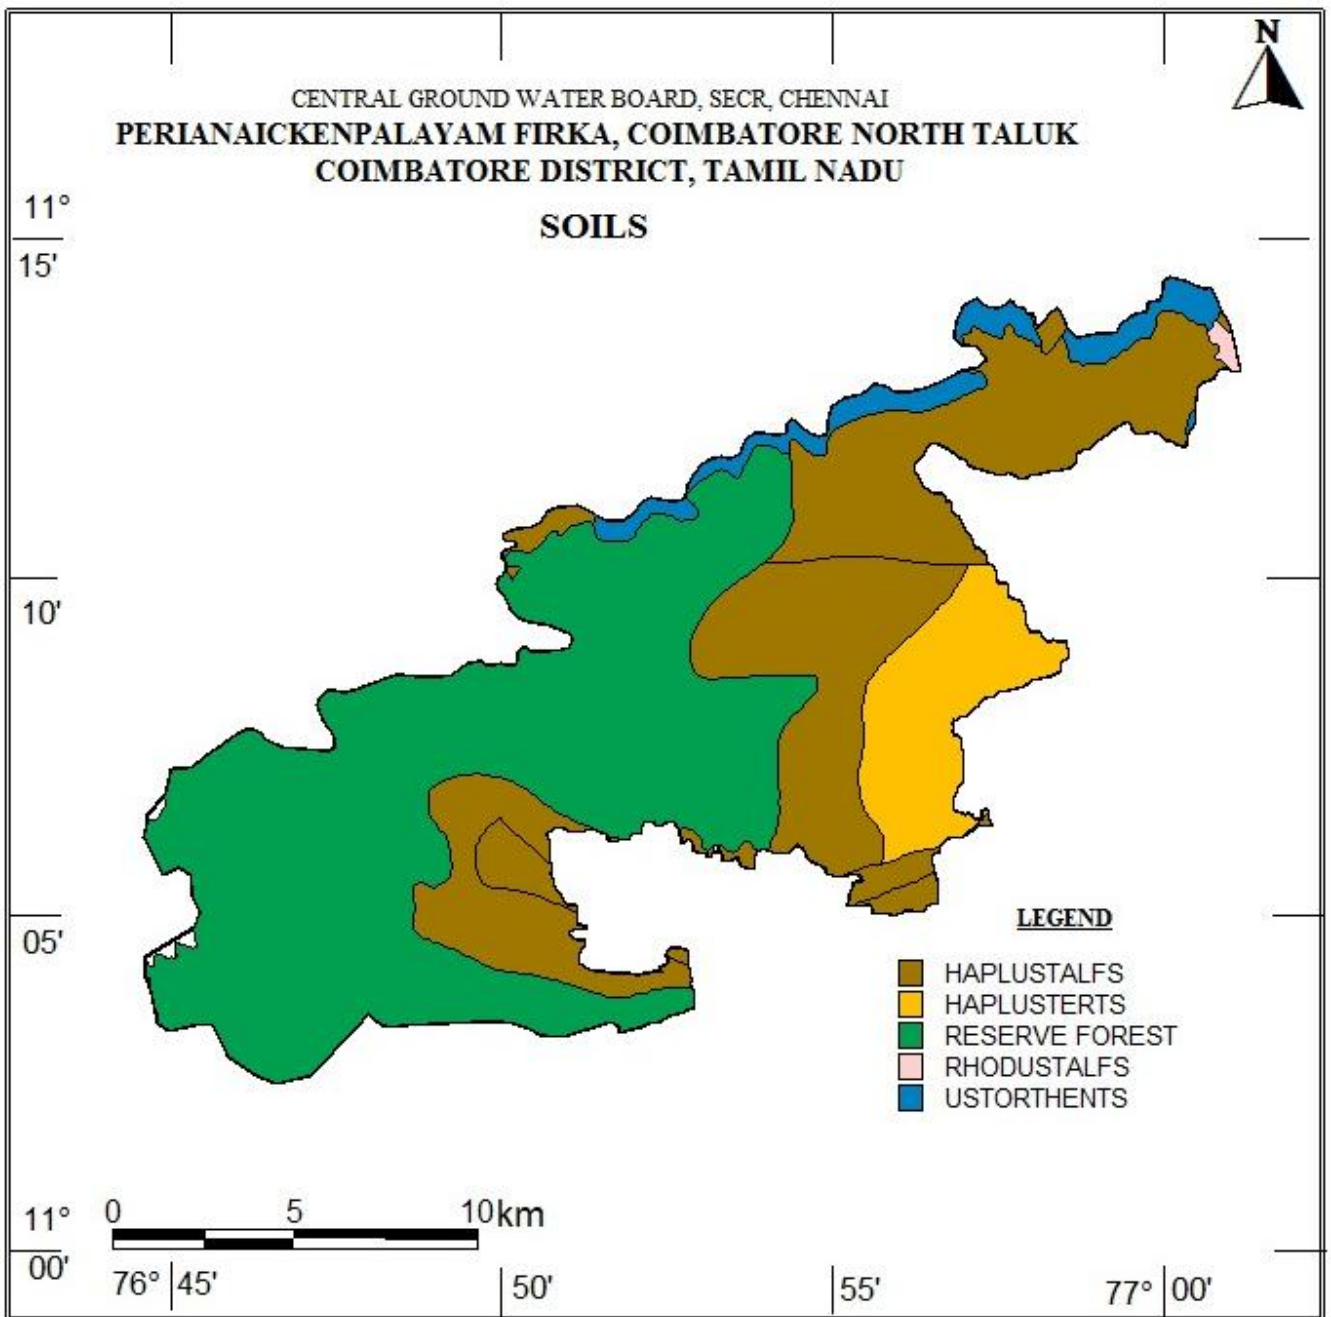 N
CENTRAL GROUND WATER BOARD, SECR, CHENNAI
PERIANAICKENPALAYAM FIRKA, COIMBATORE NORTH TALUK
COIMBATORE DISTRICT, TAMIL NADU
SOILS
11°
15'
10'
05'
LEGEND
HAPLUSTALFS
HAPLUSTERTS
RESERVE FOREST
RHODUSTALFS
USTORTHENTS
0 5 10km
11°
00'
76° 45' 50' 55' 77° 00'